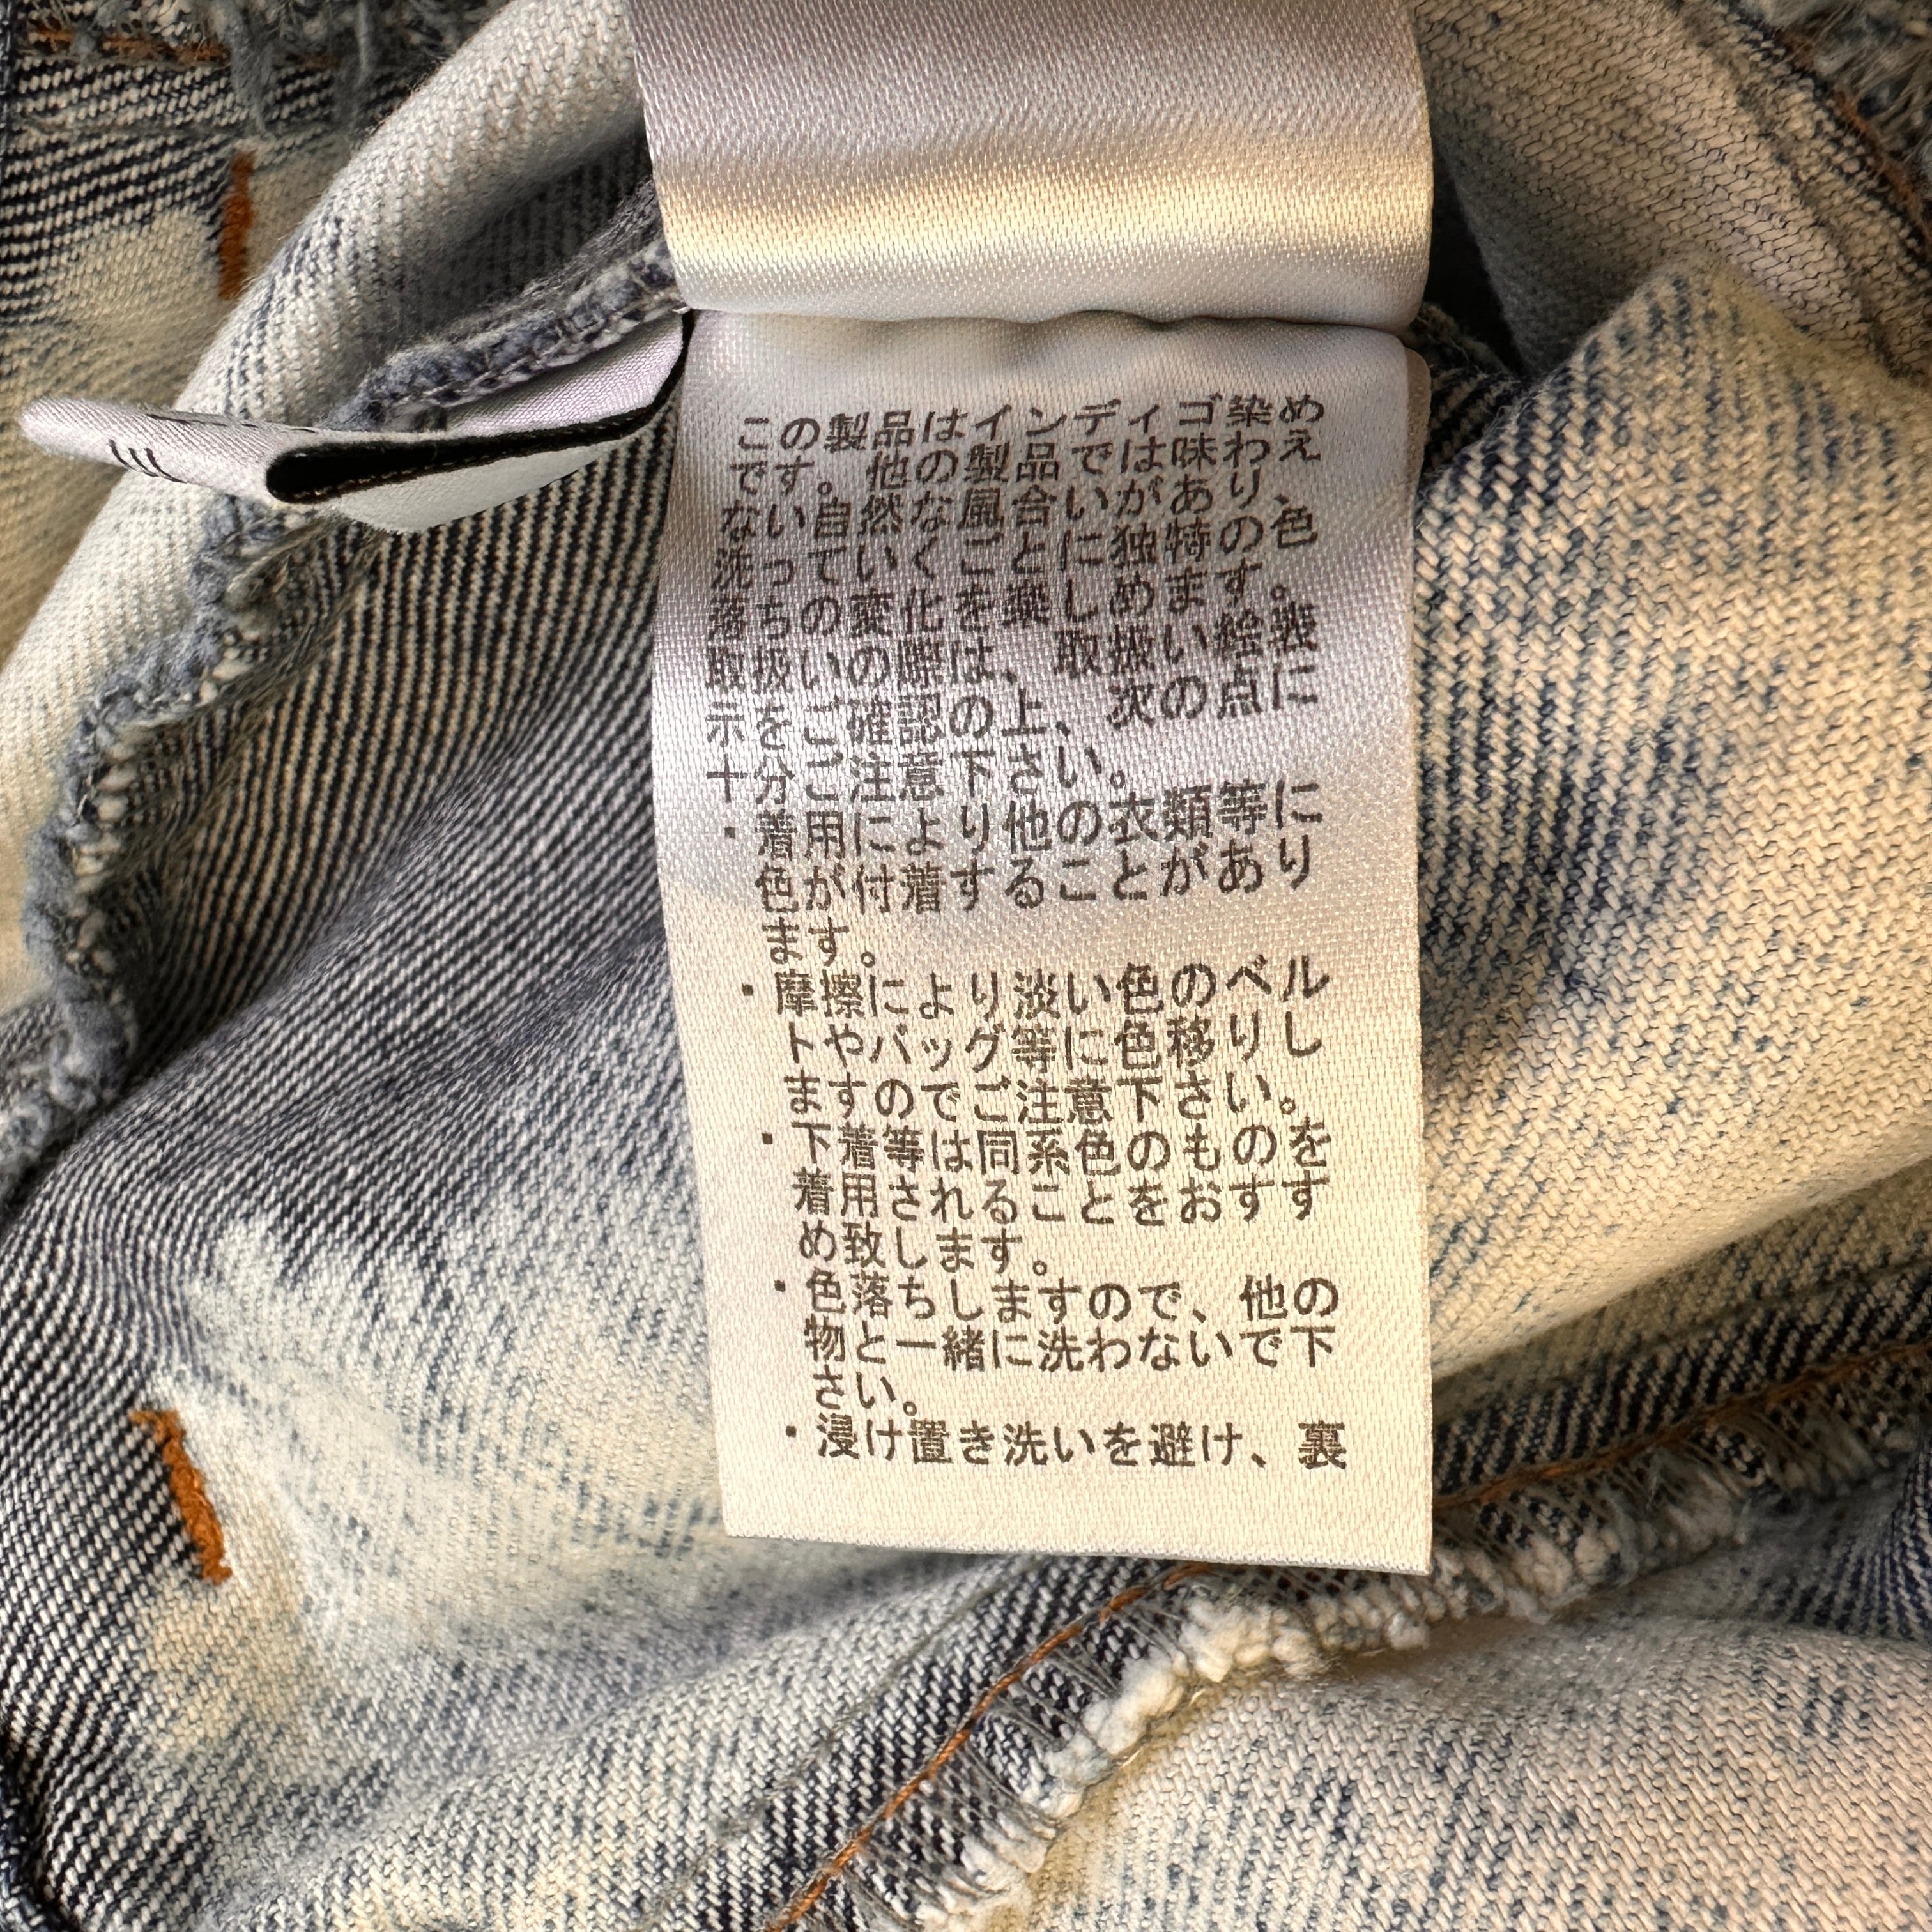 この製品はインディゴ染め
です。他の製品では味わえ
ない自然な風合いがあり、
洗っていくごとに独特の色
落ちの変化を楽しめます。
取扱いの際は、取扱い絵表
示をご確認の上、次の点に
十分ご注意下さい。
・着用により他の衣類等に
色が付着することがあり
ます。
・摩擦により淡い色のベル
トやバッグ等に色移りし
ますのでご注意下さい。
・下着等は同系色のものを
着用されることをおすす
め致します。
・色落ちしますので、他の
物と一緒に洗わないで下
さい。
・浸け置き洗いを避け、裏